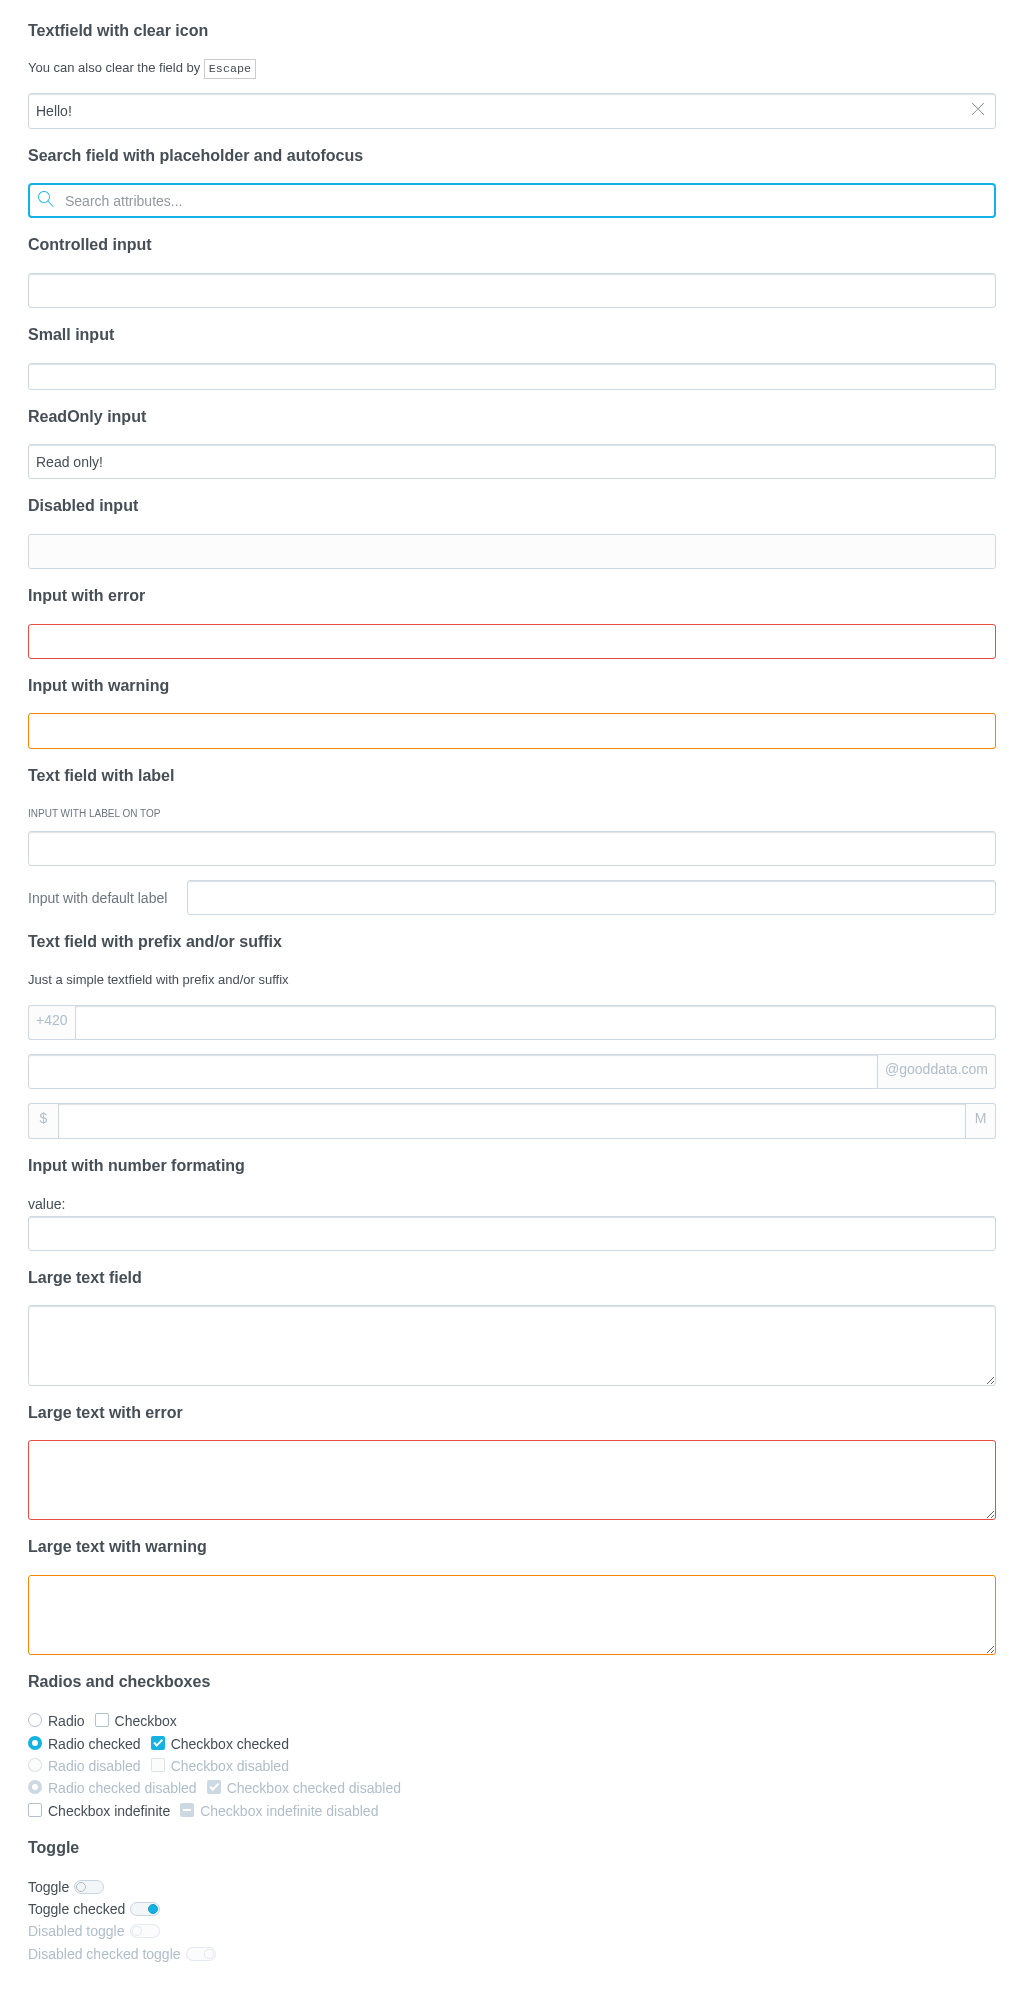 Textfield with clear icon
You can also clear the field by Escape
Hello!
Search field with placeholder and autofocus
Search attributes...
Controlled input
Small input
ReadOnly input
Read only!
Disabled input
Input with error
Input with warning
Text field with label
INPUT WITH LABEL ON TOP
Input with default label
Text field with prefix and/or suffix
Just a simple textfield with prefix and/or suffix
+420
@gooddata.com
$ M
Input with number formating
value:
Large text field
Large text with error
Large text with warning
Radios and checkboxes
Radio Checkbox
Radio checked Checkbox checked
Radio disabled Checkbox disabled
Radio checked disabled Checkbox checked disabled
Checkbox indefinite Checkbox indefinite disabled
Toggle
Toggle
Toggle checked
Disabled toggle
Disabled checked toggle